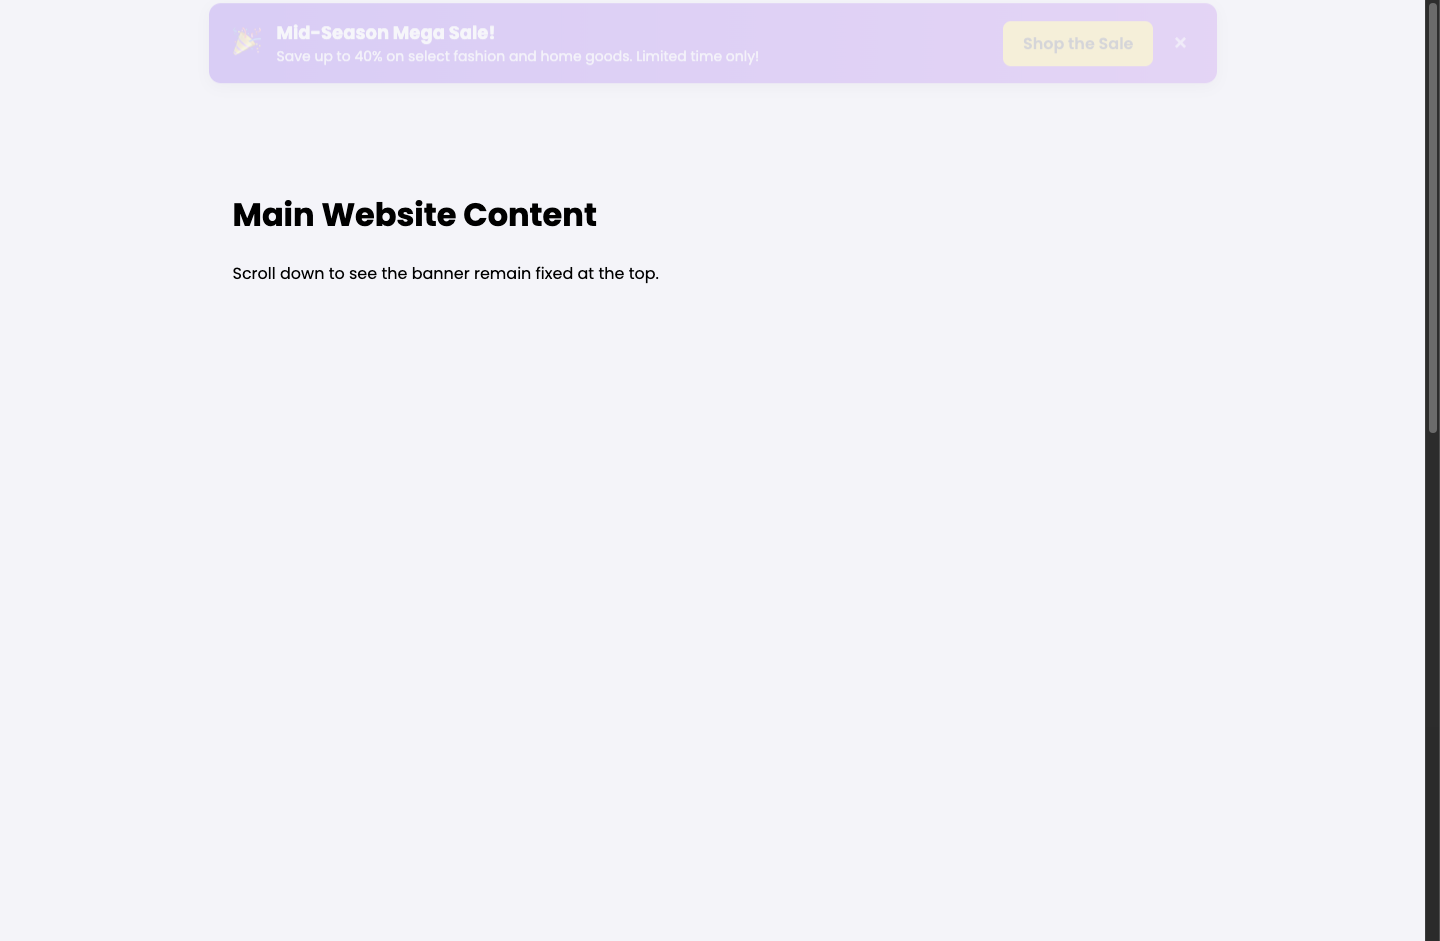 Mid-Season Mega Sale!
Save up to 40% on select fashion and home goods. Limited time only!
Shop the Sale
×
Main Website Content
Scroll down to see the banner remain fixed at the top.